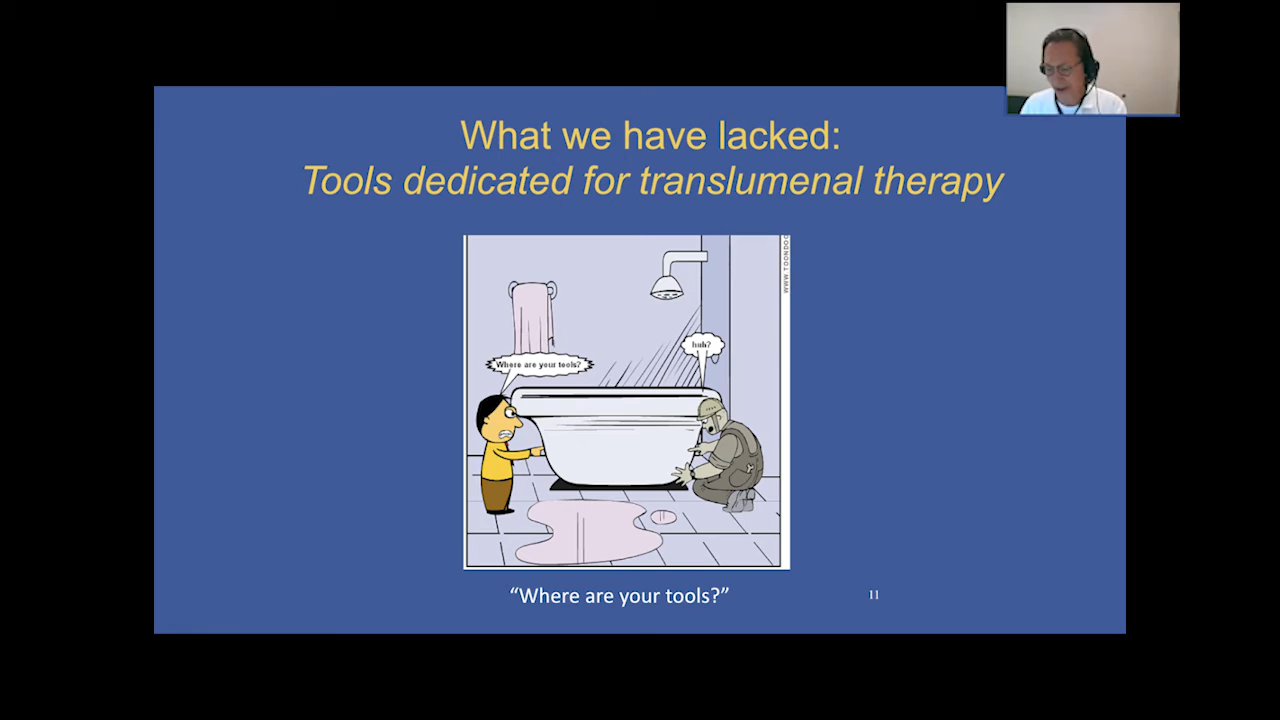 What we have lacked:
Tools dedicated for translumenal therapy
WWW TOONDOO
Where are your tools?
huh?
“Where are your tools?”
11